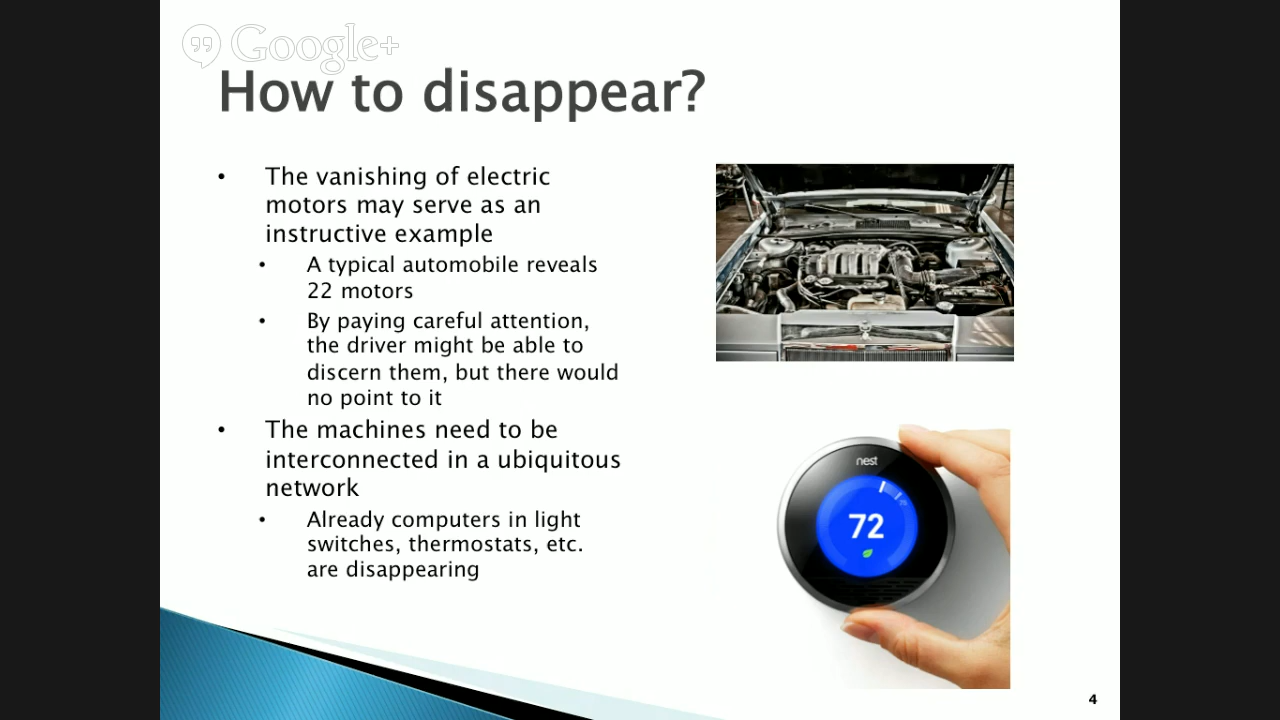 Google+
How to disappear?
• The vanishing of electric
motors may serve as an
instructive example
• A typical automobile reveals
22 motors
• By paying careful attention,
the driver might be able to
discern them, but there would
no point to it
• The machines need to be
interconnected in a ubiquitous
network
• Already computers in light
switches, thermostats, etc.
are disappearing
nest
72
4